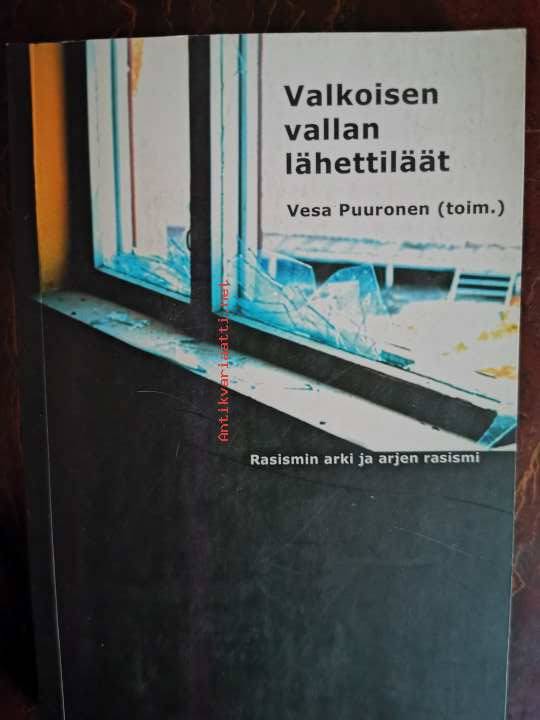 Valkoisen
vallan
lähettiläät
Vesa Puuronen (toim.)
Antikvariaatti.net
Rasismin arki ja arjen rasismi